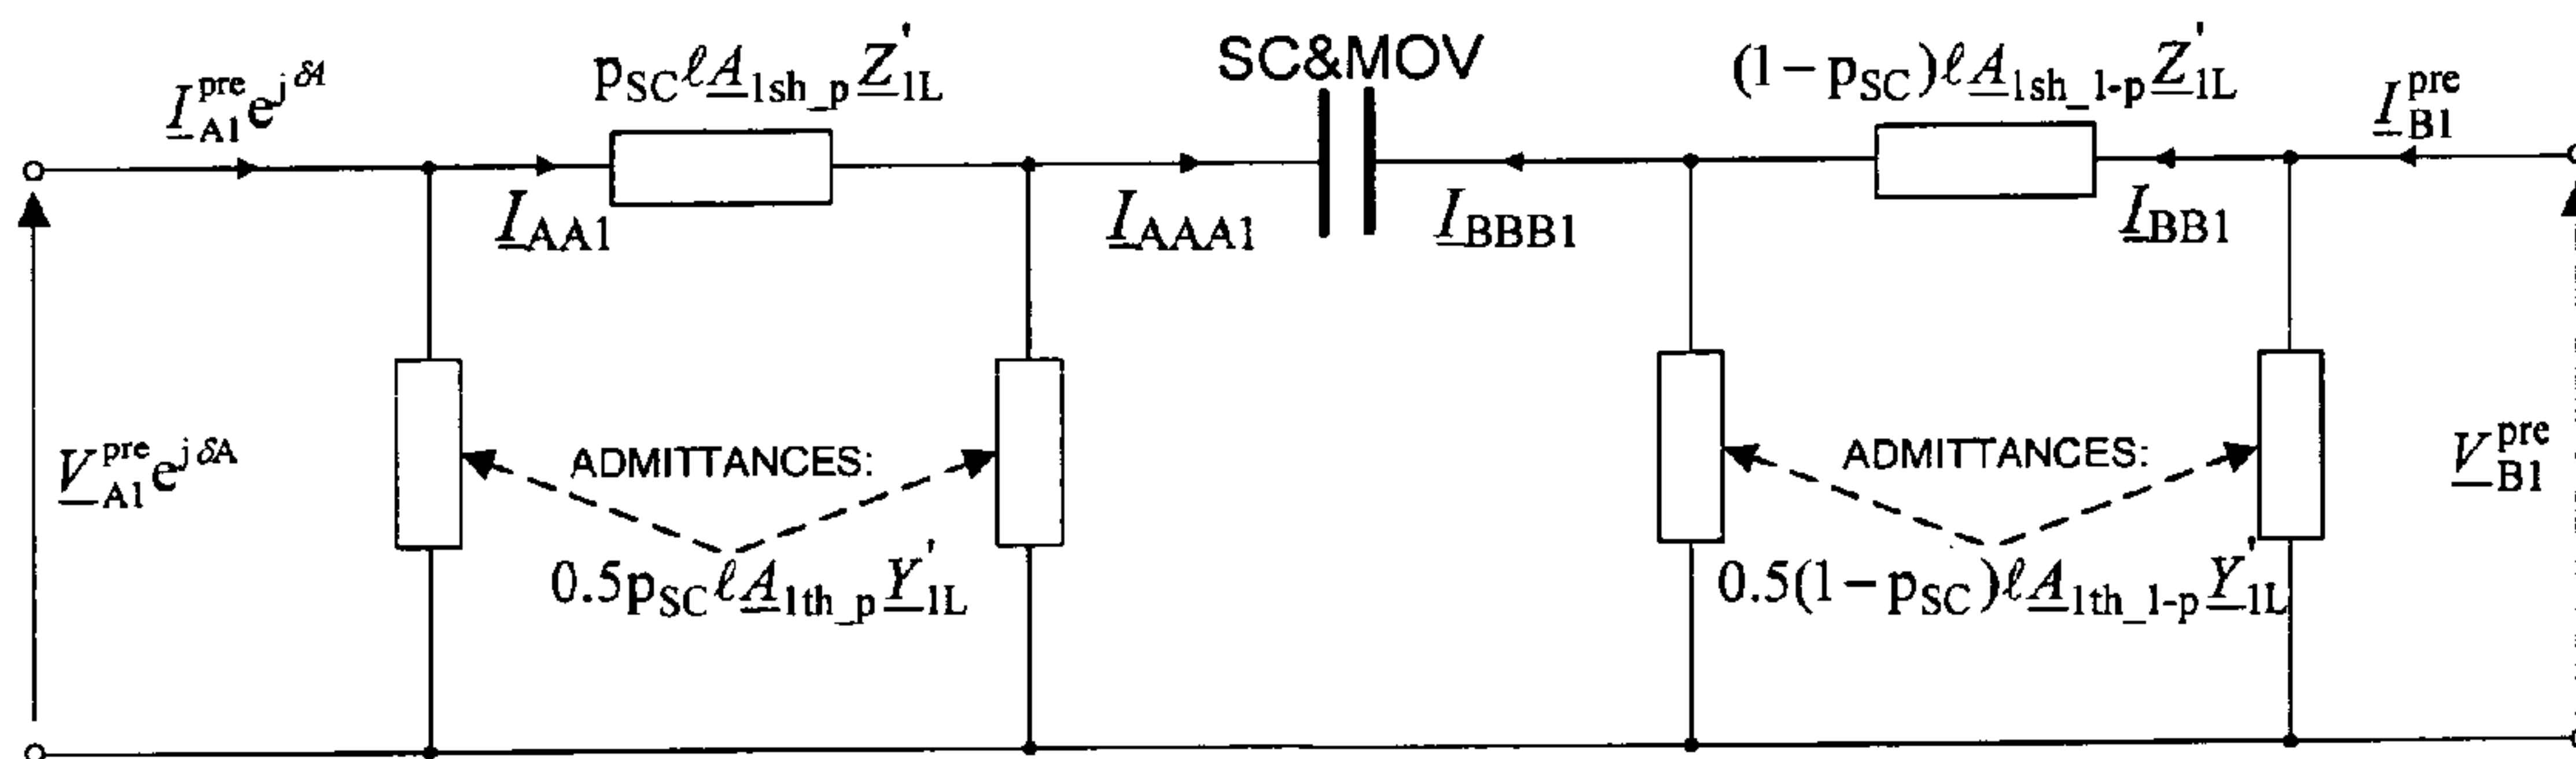 I_A1^pre e^jδA
p_SC ℓ A_1sh_p Z'_1L
SC&MOV
(1−p_SC)ℓ A_1sh_1-p Z'_1L
I_B1^pre
I_AA1
I_AAA1
I_BBB1
I_BB1
V_A1^pre e^jδA
ADMITTANCES:
0.5p_SC ℓ A_1th_p Y'_1L
ADMITTANCES:
0.5(1−p_SC)ℓ A_1th_1-p Y'_1L
V_B1^pre